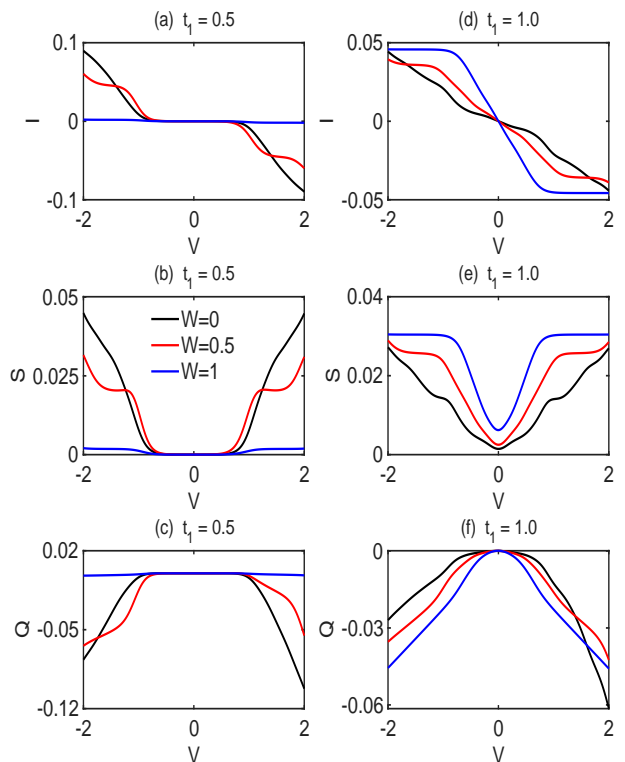 (a) t1 = 0.5
0.1
0
-0.1
I
-2 0 2
V
(d) t1 = 1.0
0.05
0
-0.05
I
-2 0 2
V
(b) t1 = 0.5
0.05
0.025
0
S
W=0
W=0.5
W=1
-2 0 2
V
(e) t1 = 1.0
0.04
0.02
0
S
-2 0 2
V
(c) t1 = 0.5
0.02
-0.05
-0.12
Q
-2 0 2
V
(f) t1 = 1.0
0
-0.03
-0.06
Q
-2 0 2
V